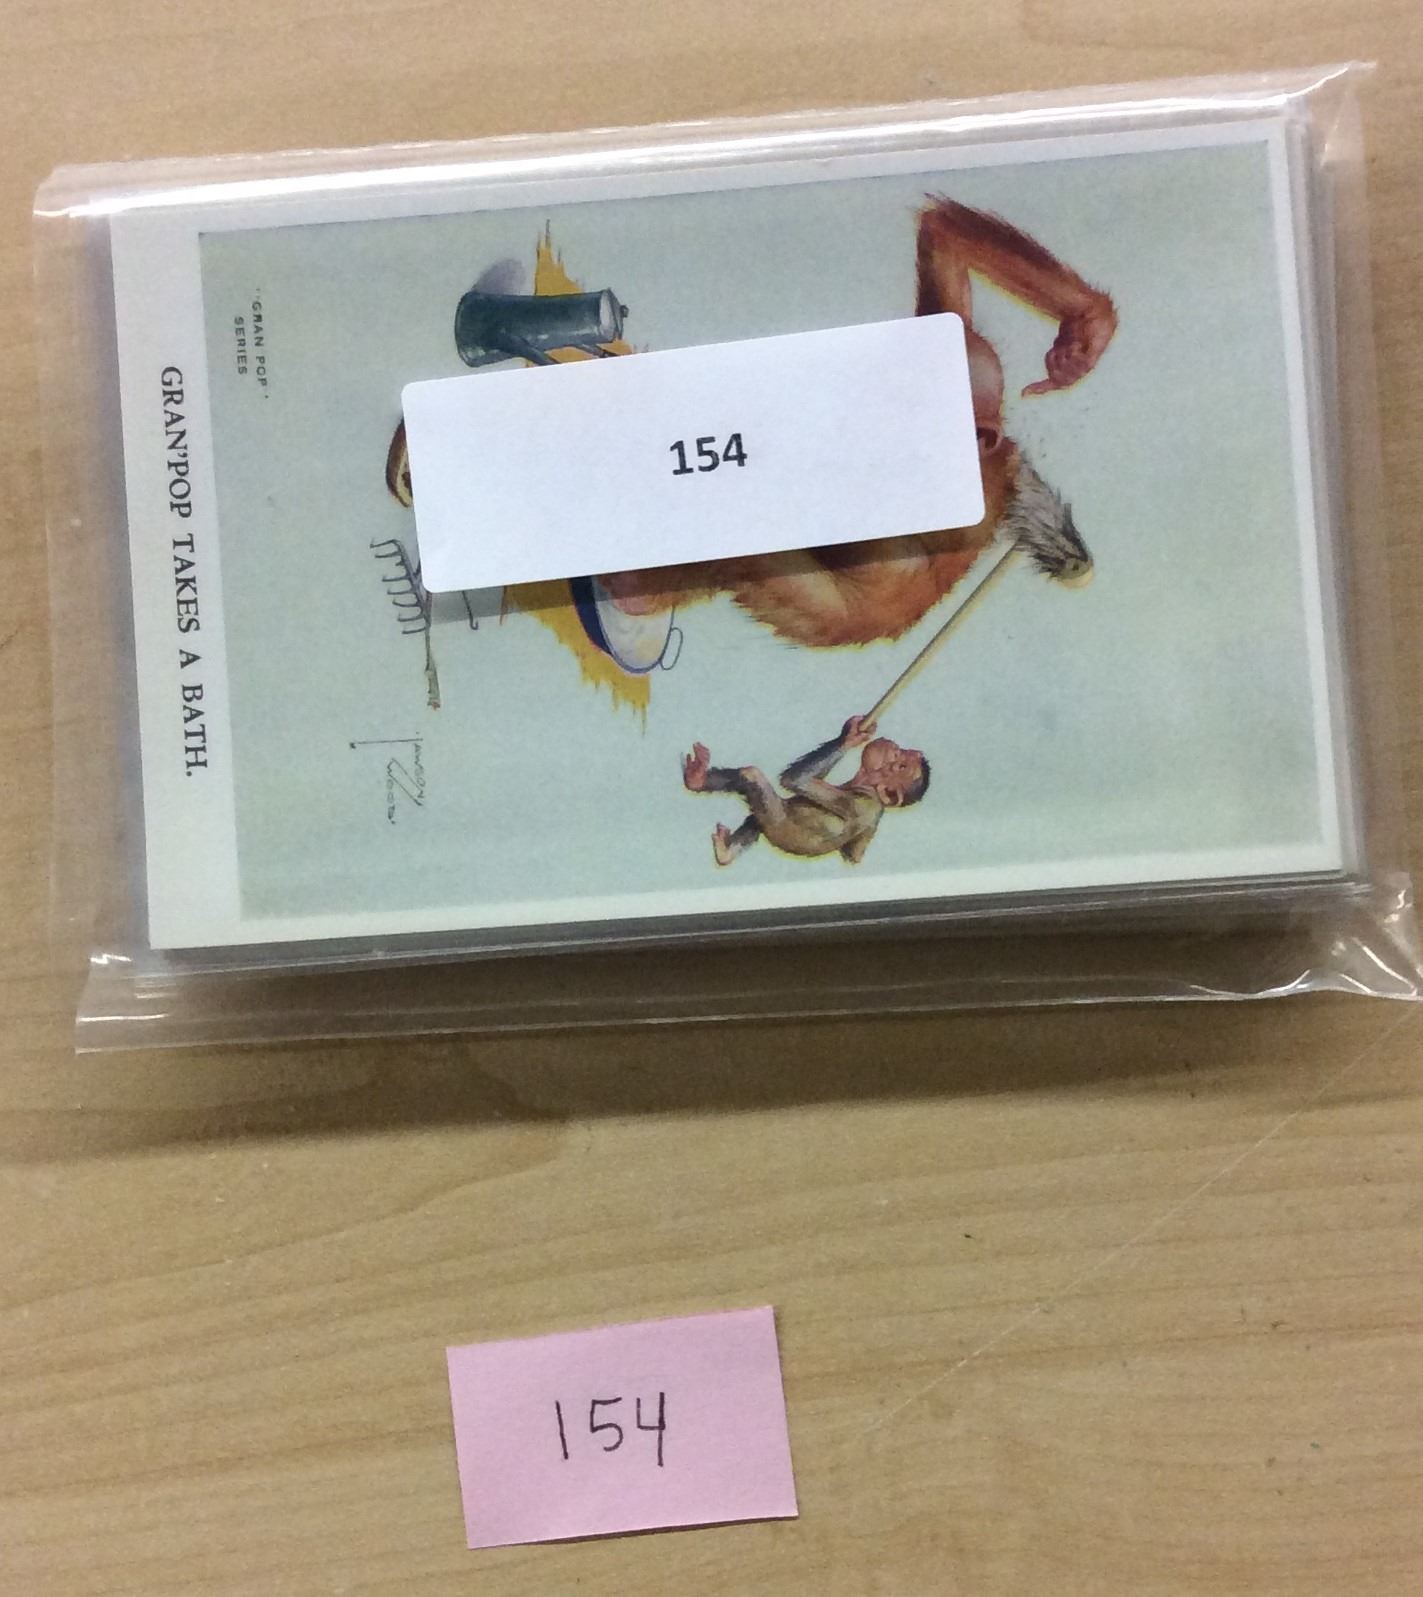 154
"GRAN POP"
SERIES
GRAN'POP TAKES A BATH.
LAWSON
WOOD
154